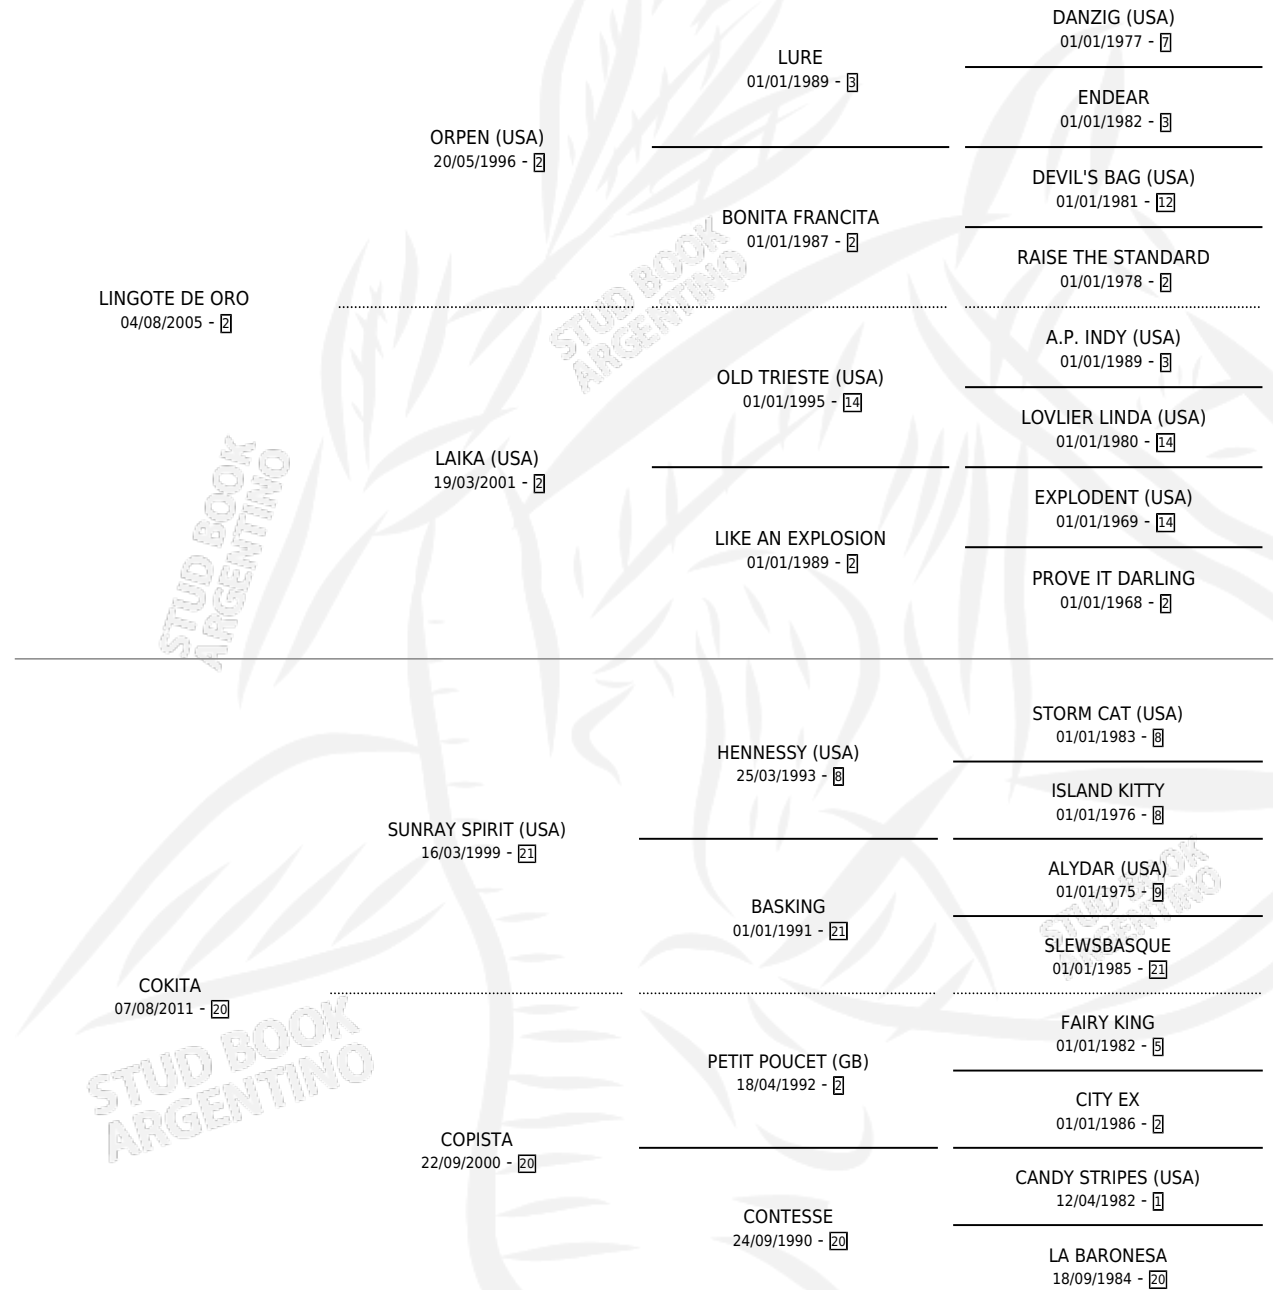 DANZIG (USA)
01/01/1977 - 7
LURE
01/01/1989 - 3
ENDEAR
01/01/1982 - 3
ORPEN (USA)
20/05/1996 - 2
DEVIL'S BAG (USA)
01/01/1981 - 12
BONITA FRANCITA
01/01/1987 - 2
RAISE THE STANDARD
01/01/1978 - 2
LINGOTE DE ORO
04/08/2005 - 2
A.P. INDY (USA)
01/01/1989 - 3
OLD TRIESTE (USA)
01/01/1995 - 14
LOVLIER LINDA (USA)
01/01/1980 - 14
LAIKA (USA)
19/03/2001 - 2
EXPLODENT (USA)
01/01/1969 - 14
LIKE AN EXPLOSION
01/01/1989 - 2
PROVE IT DARLING
01/01/1968 - 2
STORM CAT (USA)
01/01/1983 - 8
HENNESSY (USA)
25/03/1993 - 8
ISLAND KITTY
01/01/1976 - 8
SUNRAY SPIRIT (USA)
16/03/1999 - 21
ALYDAR (USA)
01/01/1975 - 9
BASKING
01/01/1991 - 21
SLEWSBASQUE
01/01/1985 - 21
COKITA
07/08/2011 - 20
FAIRY KING
01/01/1982 - 5
PETIT POUCET (GB)
18/04/1992 - 2
CITY EX
01/01/1986 - 2
COPISTA
22/09/2000 - 20
CANDY STRIPES (USA)
12/04/1982 - 1
CONTESSE
24/09/1990 - 20
LA BARONESA
18/09/1984 - 20
STUD BOOK
ARGENTINO
STUD BOOK
ARGENTINO
STUD BOOK
ARGENTINO
STUD BOOK
ARGENTINO